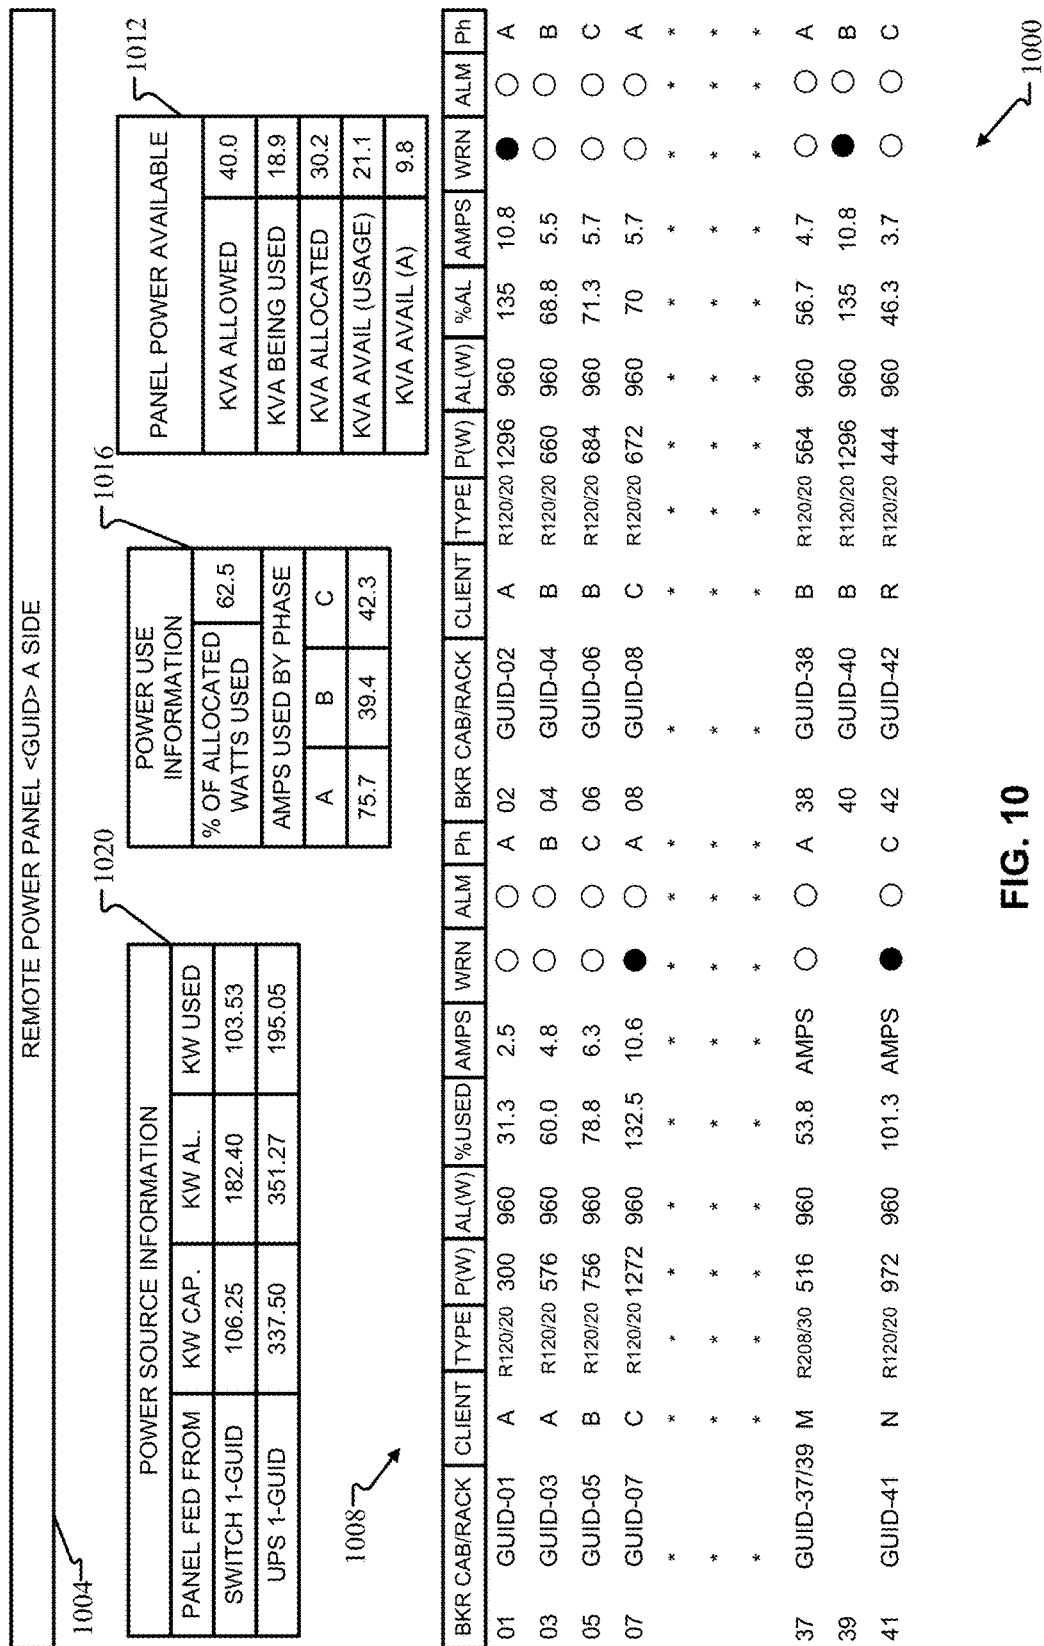 REMOTE POWER PANEL <GUID> A SIDE
1004
1020
POWER SOURCE INFORMATION
PANEL FED FROM KW CAP. KW AL. KW USED
SWITCH 1-GUID 106.25 182.40 103.53
UPS 1-GUID 337.50 351.27 195.05
1016
POWER USE
INFORMATION
% OF ALLOCATED
WATTS USED 62.5
AMPS USED BY PHASE
A B C
75.7 39.4 42.3
1012
PANEL POWER AVAILABLE
KVA ALLOWED 40.0
KVA BEING USED 18.9
KVA ALLOCATED 30.2
KVA AVAIL (USAGE) 21.1
KVA AVAIL (A) 9.8
1008
BKR CAB/RACK CLIENT TYPE P(W) AL(W) %USED AMPS WRN ALM Ph BKR CAB/RACK CLIENT TYPE P(W) AL(W) %AL AMPS WRN ALM Ph
01 GUID-01 A R120/20 300 960 31.3 2.5 A 02 GUID-02 A R120/20 1296 960 135 10.8 A
03 GUID-03 A R120/20 576 960 60.0 4.8 B 04 GUID-04 B R120/20 660 960 68.8 5.5 B
05 GUID-05 B R120/20 756 960 78.8 6.3 C 06 GUID-06 B R120/20 684 960 71.3 5.7 C
07 GUID-07 C R120/20 1272 960 132.5 10.6 A 08 GUID-08 C R120/20 672 960 70 5.7 A
* * * * * * * * * * * * * * * * *
* * * * * * * * * * * * * * * * *
* * * * * * * * * * * * * * * * *
37 GUID-37/39 M R208/30 516 960 53.8 AMPS A 38 GUID-38 B R120/20 564 960 56.7 4.7 A
39 40 GUID-40 B R120/20 1296 960 135 10.8 B
41 GUID-41 N R120/20 972 960 101.3 AMPS C 42 GUID-42 R R120/20 444 960 46.3 3.7 C
1000
FIG. 10